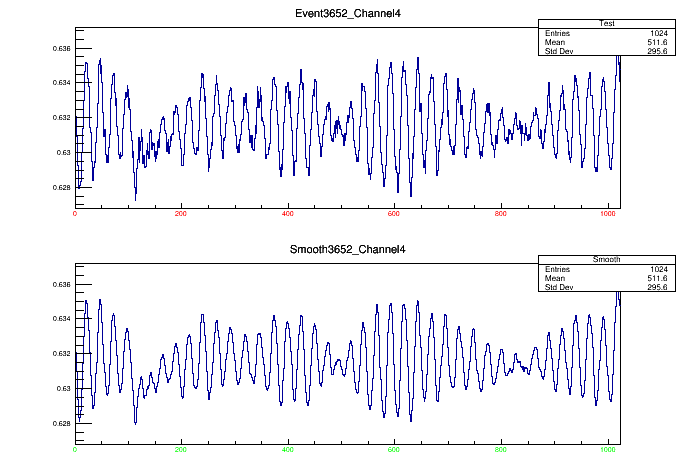 Event3652_Channel4
Test
Entries 1024
Mean 511.6
Std Dev 295.6
0.636
0.634
0.632
0.63
0.628
0 200 400 600 800 1000
Smooth3652_Channel4
Smooth
Entries 1024
Mean 511.6
Std Dev 295.6
0.636
0.634
0.632
0.63
0.628
0 200 400 600 800 1000